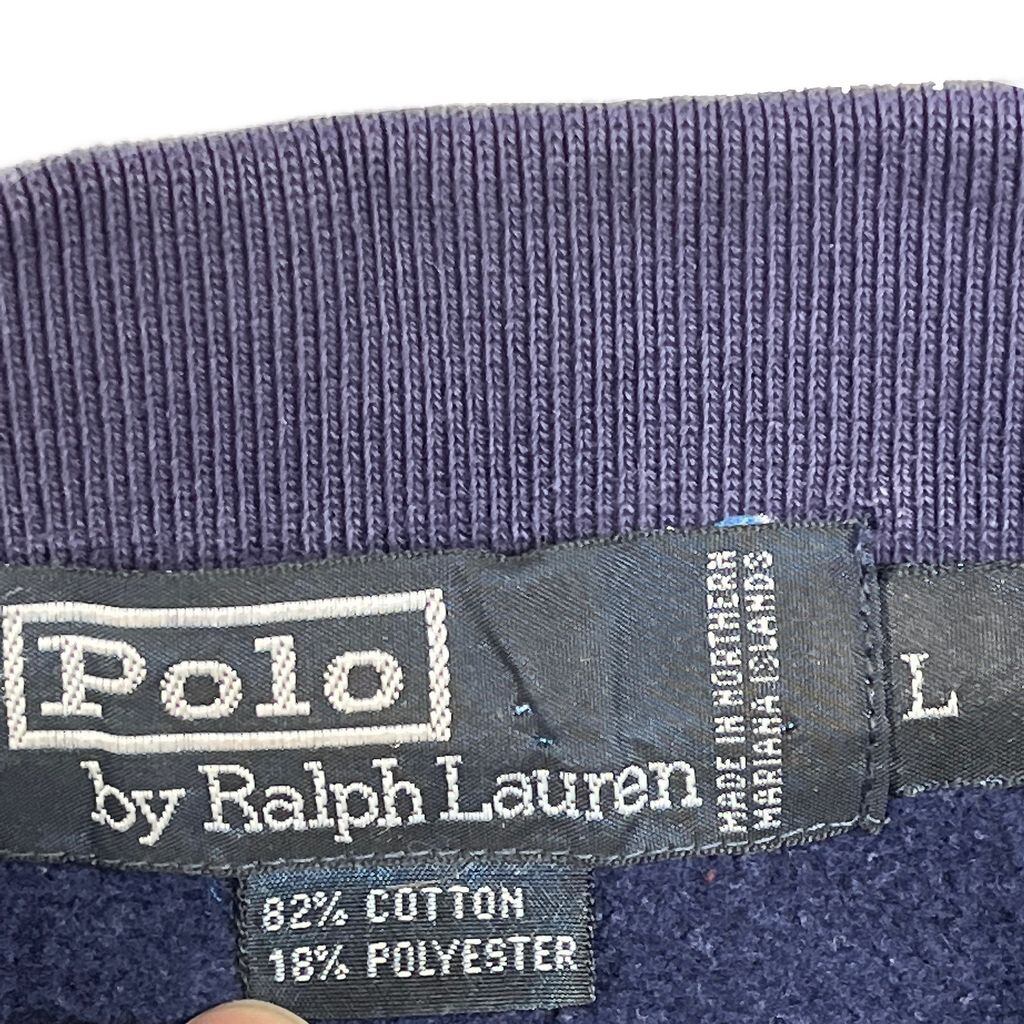 Polo
by Ralph Lauren
MADE IN NORTHERN
MARIANA ISLANDS
L
82% COTTON
18% POLYESTER